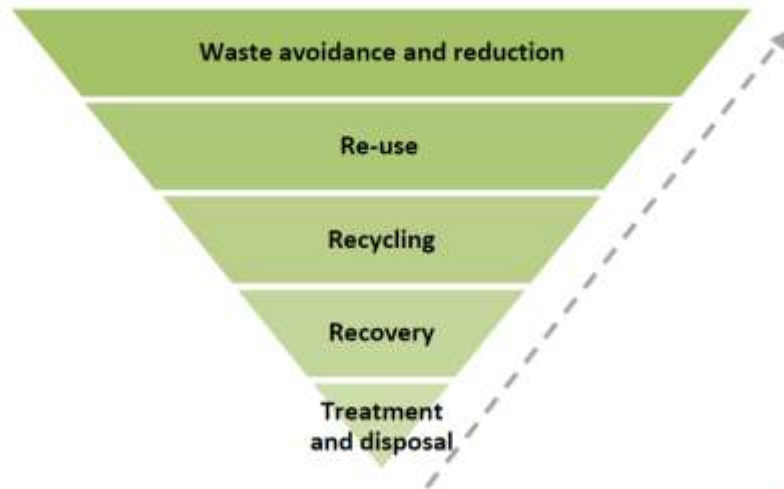 Waste avoidance and reduction
Re-use
Recycling
Recovery
Treatment
and disposal